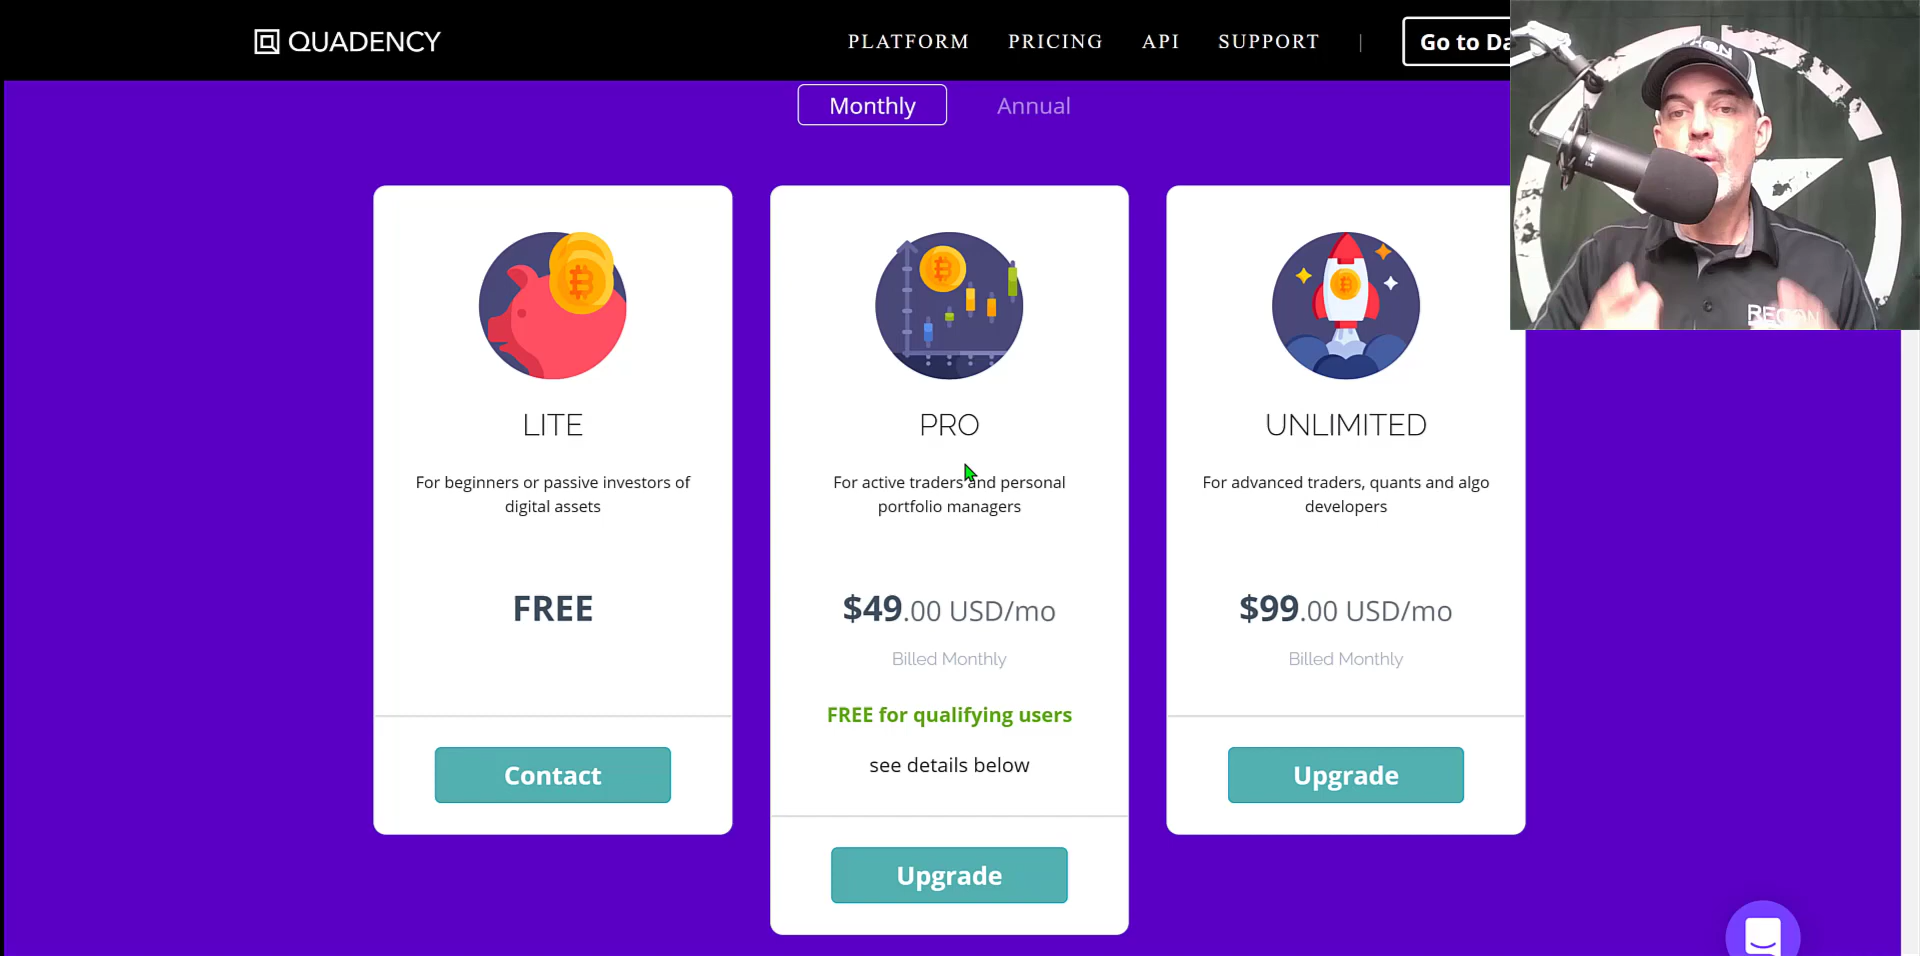 QUADENCY
PLATFORM
PRICING
API
SUPPORT
|
Go to Da
Monthly
Annual
LITE
For beginners or passive investors of
digital assets
FREE
Contact
PRO
For active traders and personal
portfolio managers
$49.00 USD/mo
Billed Monthly
FREE for qualifying users
see details below
Upgrade
UNLIMITED
For advanced traders, quants and algo
developers
$99.00 USD/mo
Billed Monthly
Upgrade
RECON